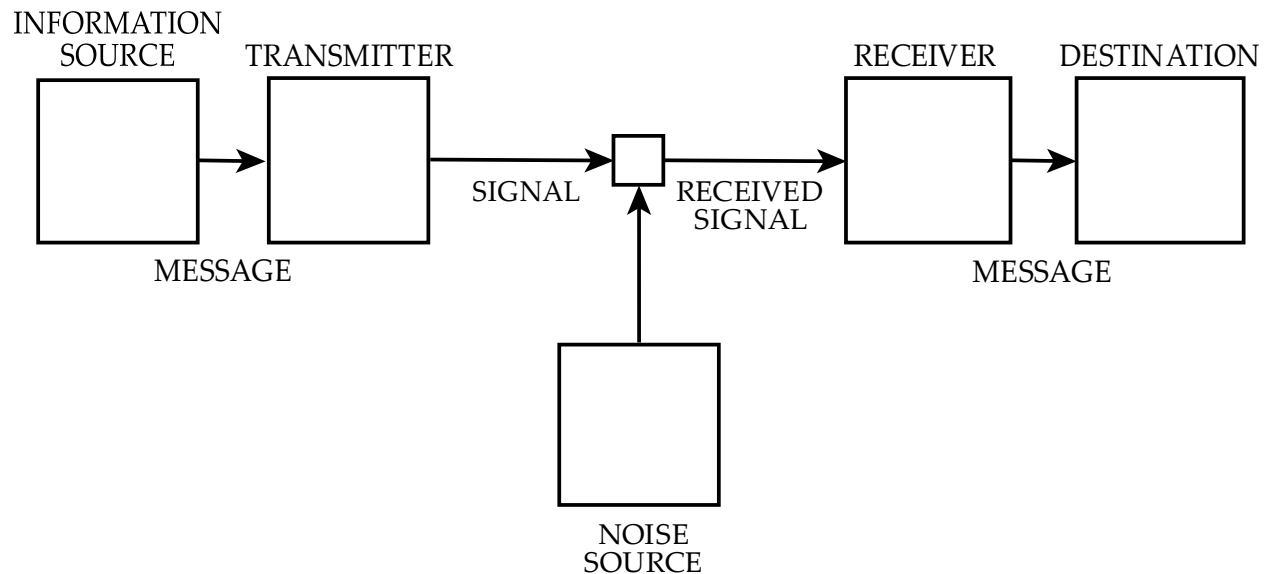 INFORMATION
SOURCE
TRANSMITTER
RECEIVER
DESTINATION
SIGNAL
RECEIVED
SIGNAL
MESSAGE
MESSAGE
NOISE
SOURCE